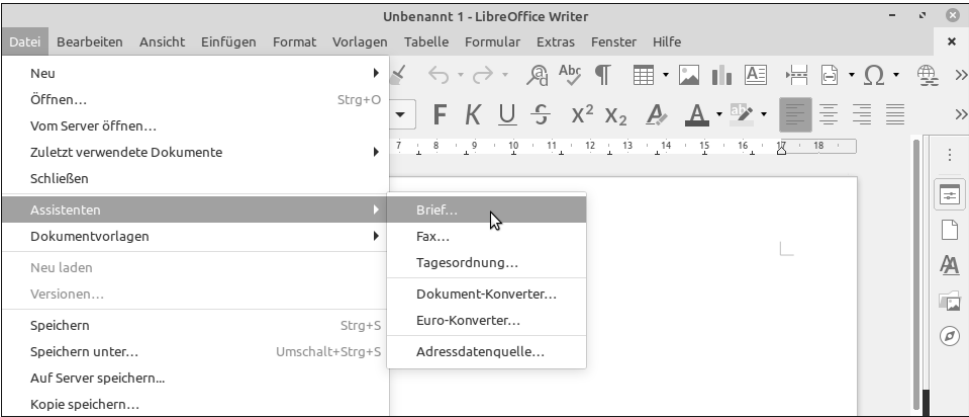 Unbenannt 1 - LibreOffice Writer
Datei Bearbeiten Ansicht Einfügen Format Vorlagen Tabelle Formular Extras Fenster Hilfe
Neu
Öffnen... Strg+O
Vom Server öffnen...
Zuletzt verwendete Dokumente
Schließen
Assistenten
Dokumentvorlagen
Neu laden
Versionen...
Speichern Strg+S
Speichern unter... Umschalt+Strg+S
Auf Server speichern...
Kopie speichern...
Brief...
Fax...
Tagesordnung...
Dokument-Konverter...
Euro-Konverter...
Adressdatenquelle...
Abc ¶ A Ω
F K U S X² X₂ A A ab
7 8 9 10 11 12 13 14 15 16 17 18